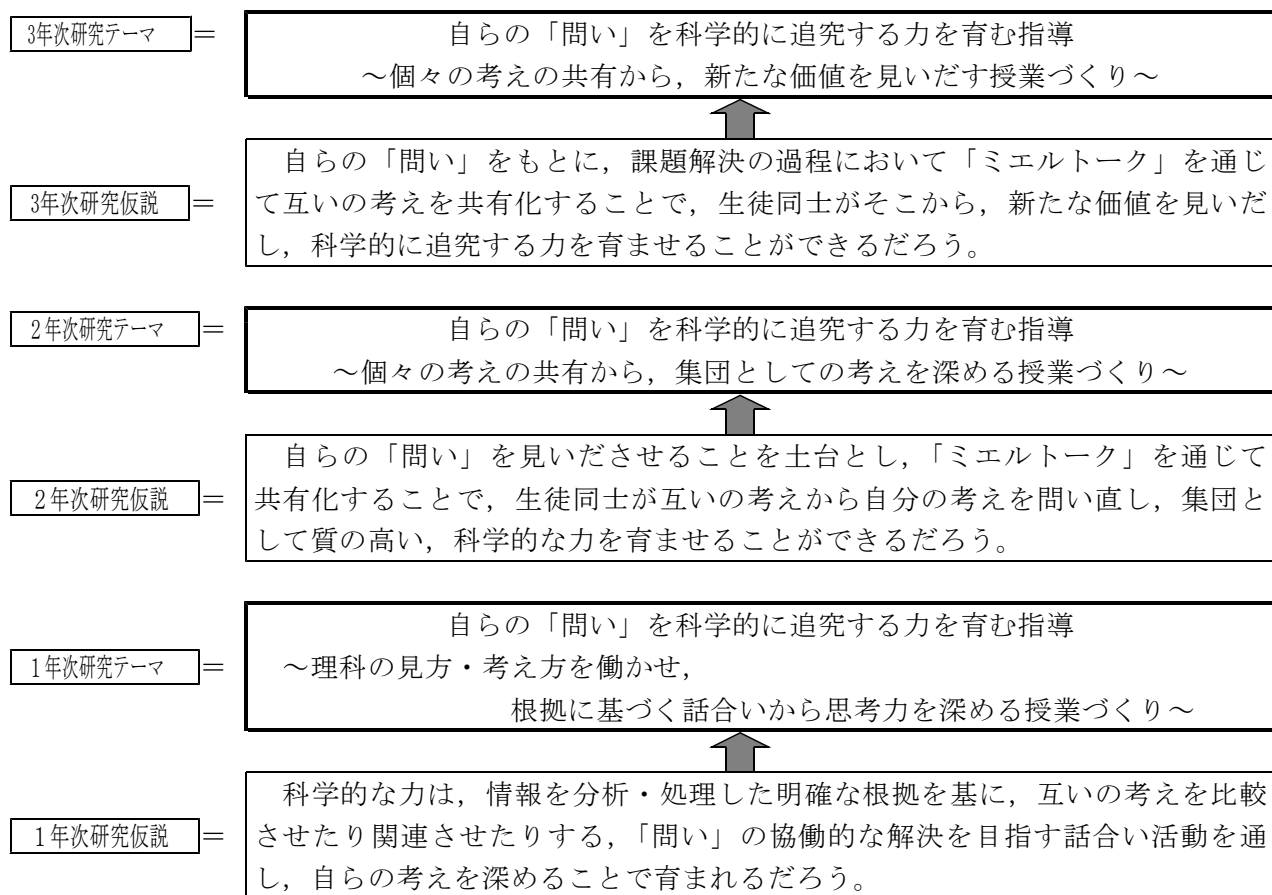 3年次研究テーマ =
自らの「問い」を科学的に追究する力を育む指導
～個々の考えの共有から，新たな価値を見いだす授業づくり～
自らの「問い」をもとに，課題解決の過程において「ミエルトーク」を通じ
3年次研究仮説 = て互いの考えを共有化することで，生徒同士がそこから，新たな価値を見いだ
し，科学的に追究する力を育ませることができるだろう。
2年次研究テーマ = 自らの「問い」を科学的に追究する力を育む指導
～個々の考えの共有から，集団としての考えを深める授業づくり～
自らの「問い」を見いださせることを土台とし，「ミエルトーク」を通じて
2年次研究仮説 = 共有化することで，生徒同士が互いの考えから自分の考えを問い直し，集団と
して質の高い，科学的な力を育ませることができるだろう。
自らの「問い」を科学的に追究する力を育む指導
1年次研究テーマ = ～理科の見方・考え方を働かせ，
根拠に基づく話合いから思考力を深める授業づくり～
科学的な力は，情報を分析・処理した明確な根拠を基に，互いの考えを比較
1年次研究仮説 = させたり関連させたりする，「問い」の協働的な解決を目指す話合い活動を通
し，自らの考えを深めることで育まれるだろう。